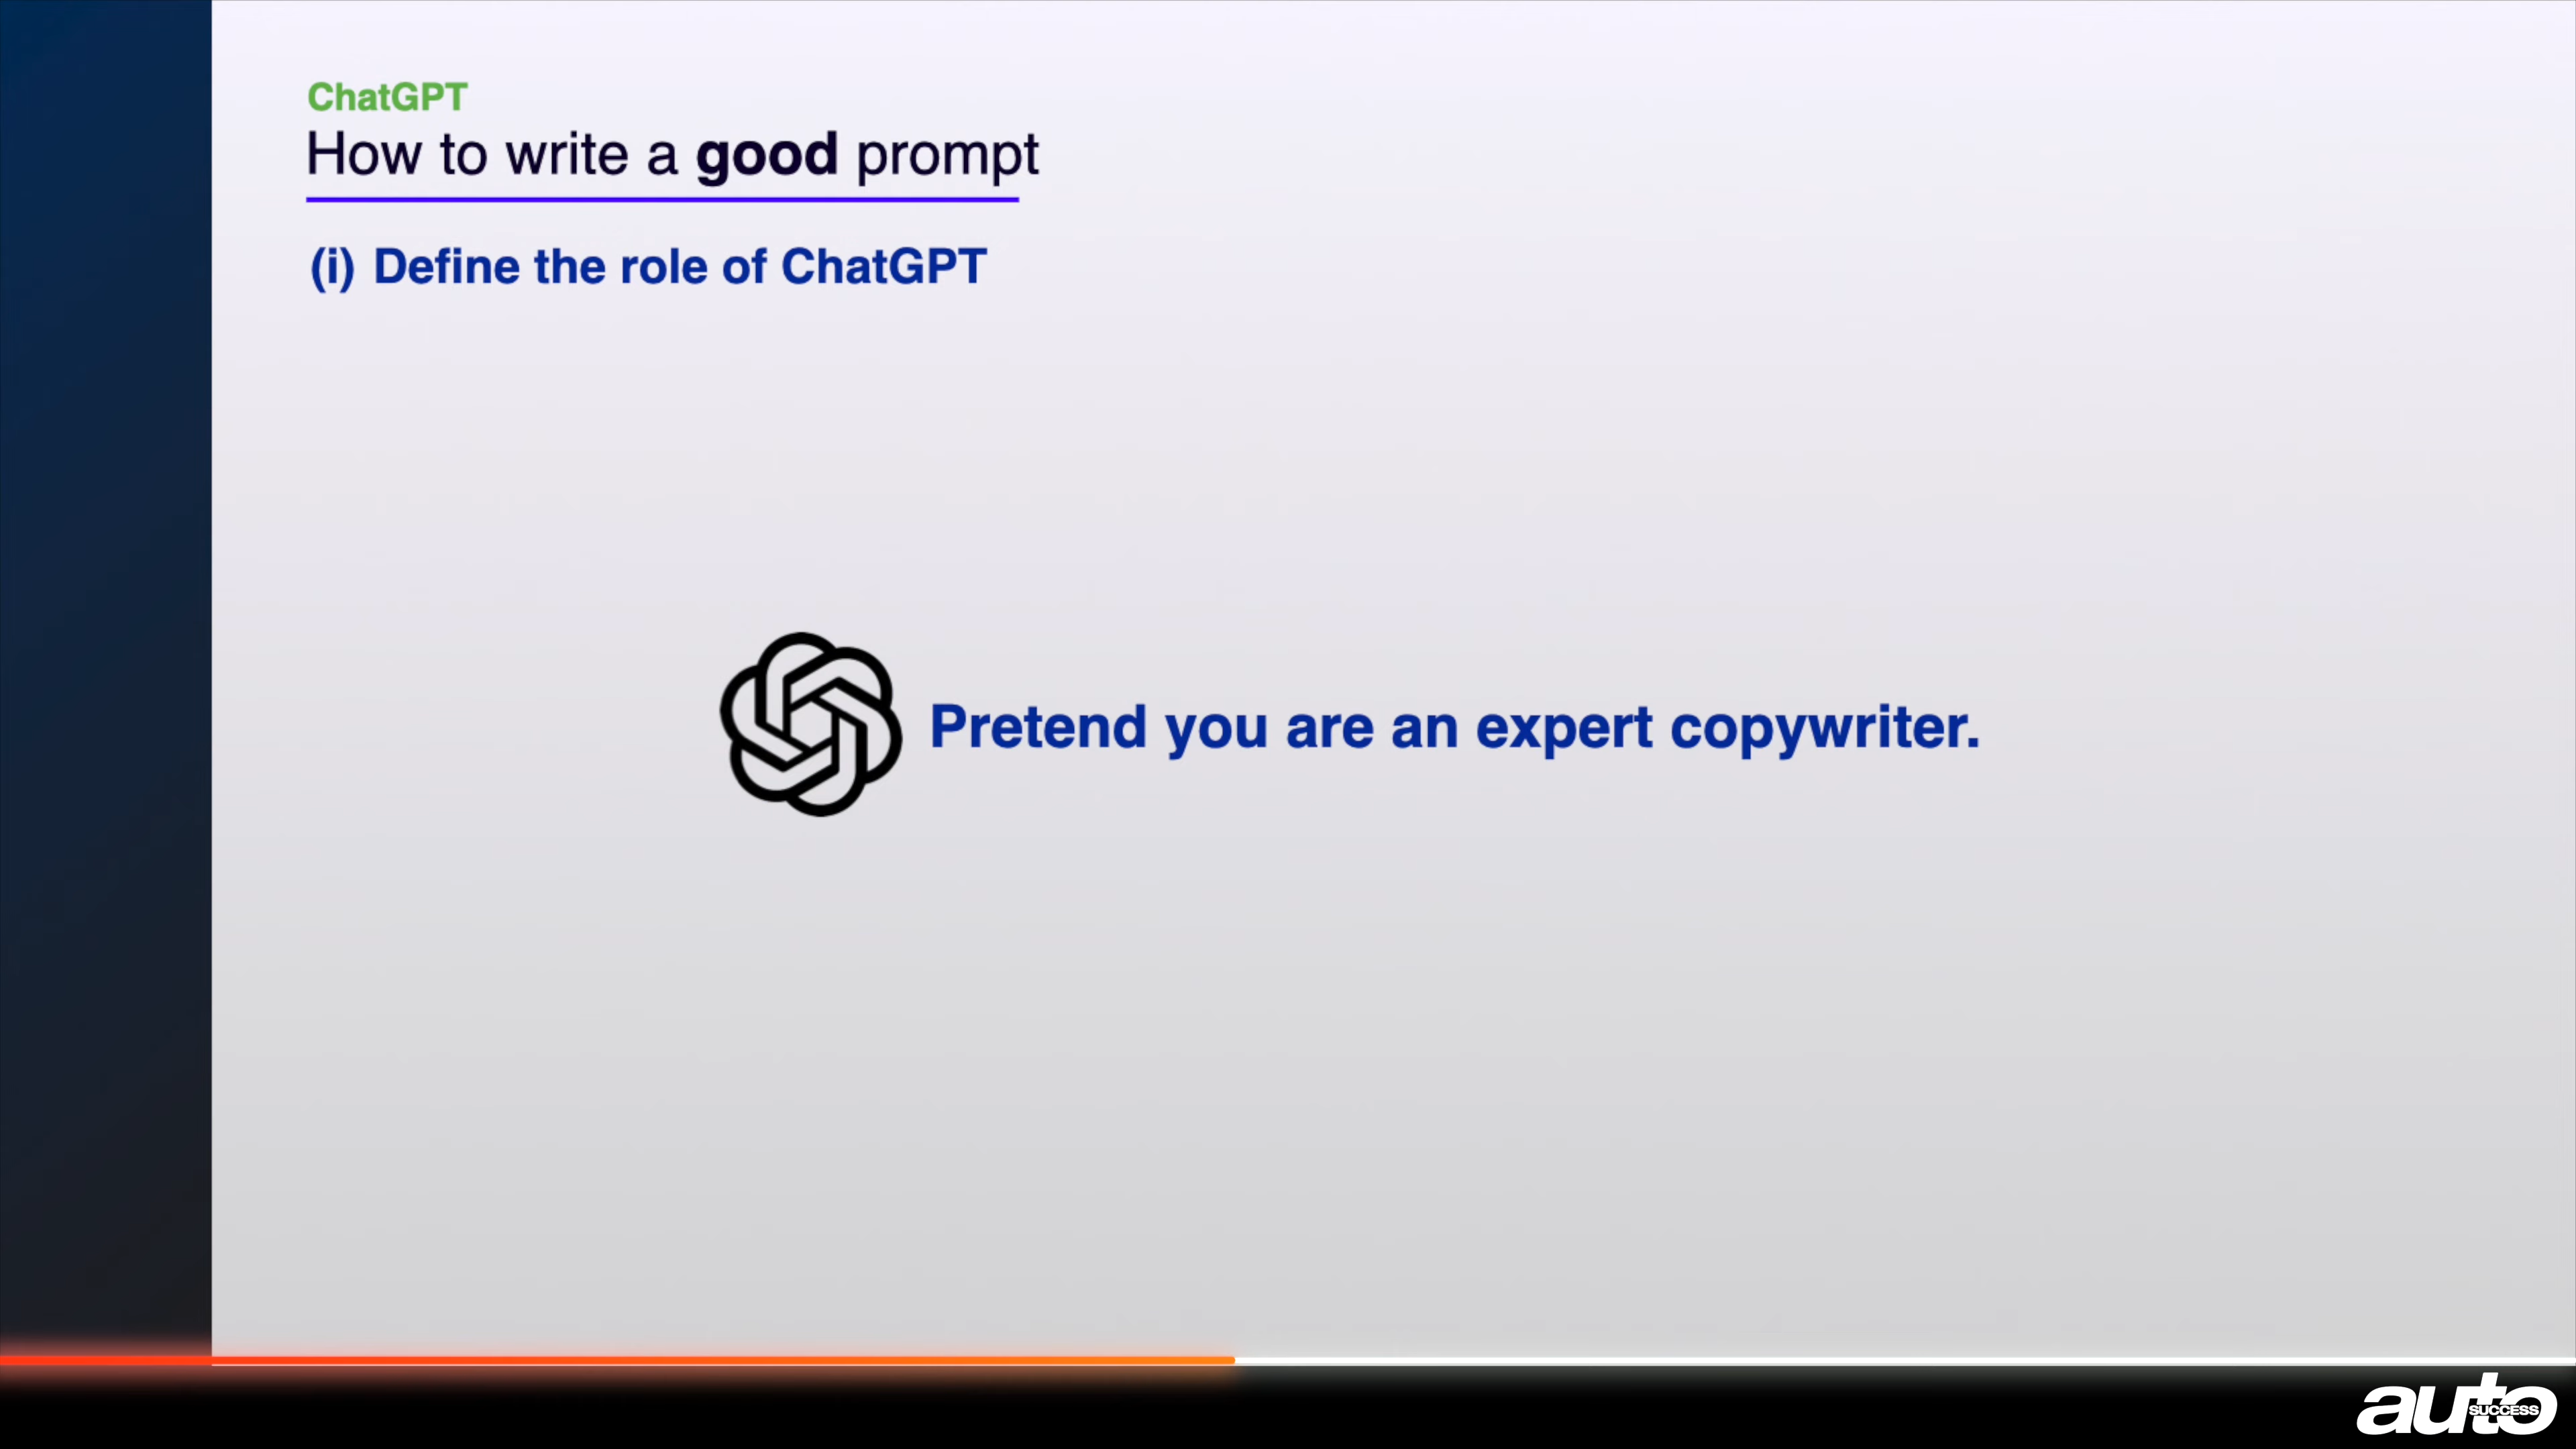 ChatGPT
How to write a good prompt
(i) Define the role of ChatGPT
Pretend you are an expert copywriter.
auto
SUCCESS